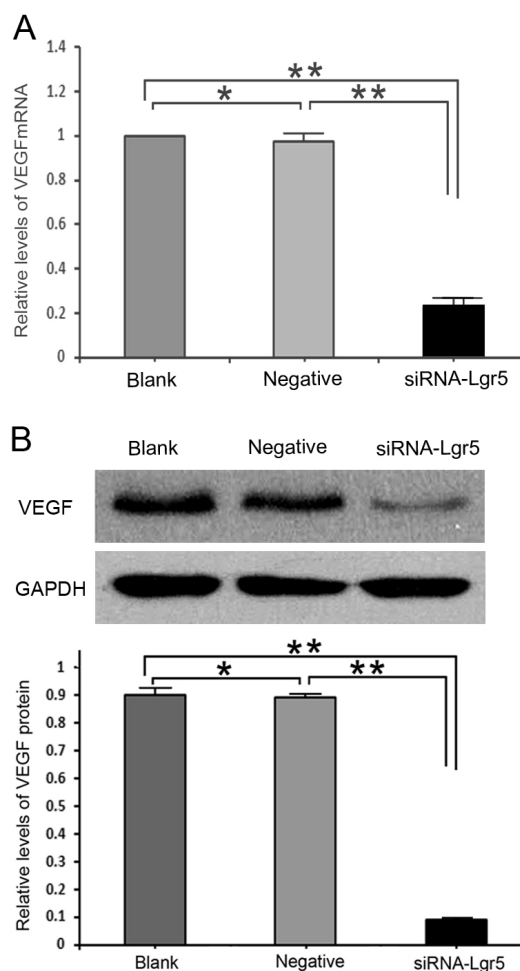 A
Relative levels of VEGFmRNA
1.4
1.2
1
0.8
0.6
0.4
0.2
0
**
*
**
Blank Negative siRNA-Lgr5
B
Blank Negative siRNA-Lgr5
VEGF
GAPDH
Relative levels of VEGF protein
1
0.9
0.8
0.7
0.6
0.5
0.4
0.3
0.2
0.1
0
**
*
**
Blank Negative siRNA-Lgr5